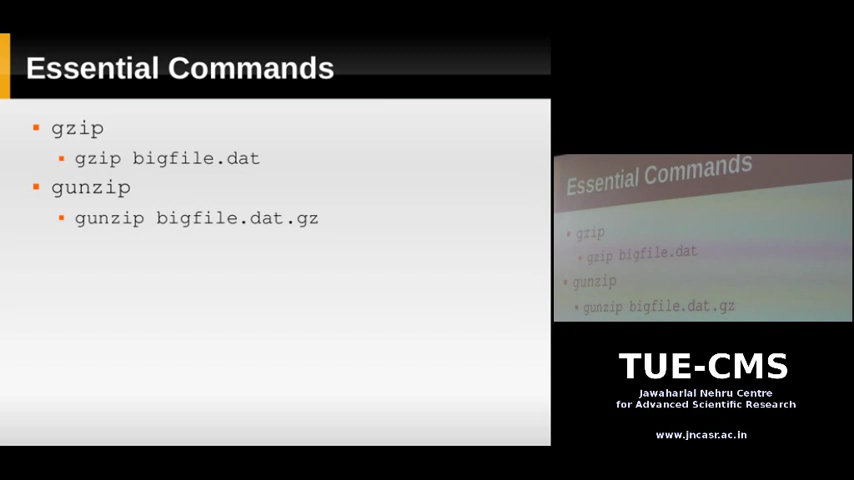 Essential Commands
gzip
gzip bigfile.dat
gunzip
gunzip bigfile.dat.gz
Essential Commands
gzip
gzip bigfile.dat
gunzip
gunzip bigfile.dat.gz
TUE-CMS
Jawaharlal Nehru Centre
for Advanced Scientific Research
www.jncasr.ac.in